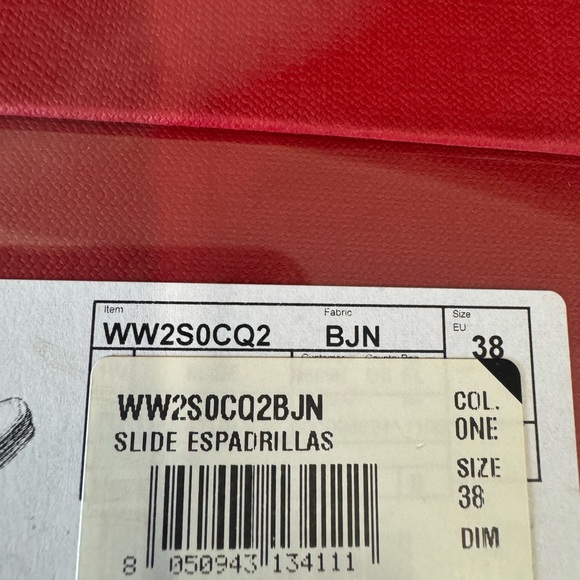 Item Fabric Size
EU
WW2S0CQ2 BJN 38
WW2S0CQ2BJN COL.
SLIDE ESPADRILLAS ONE
SIZE
38
DIM
8 050943 134111